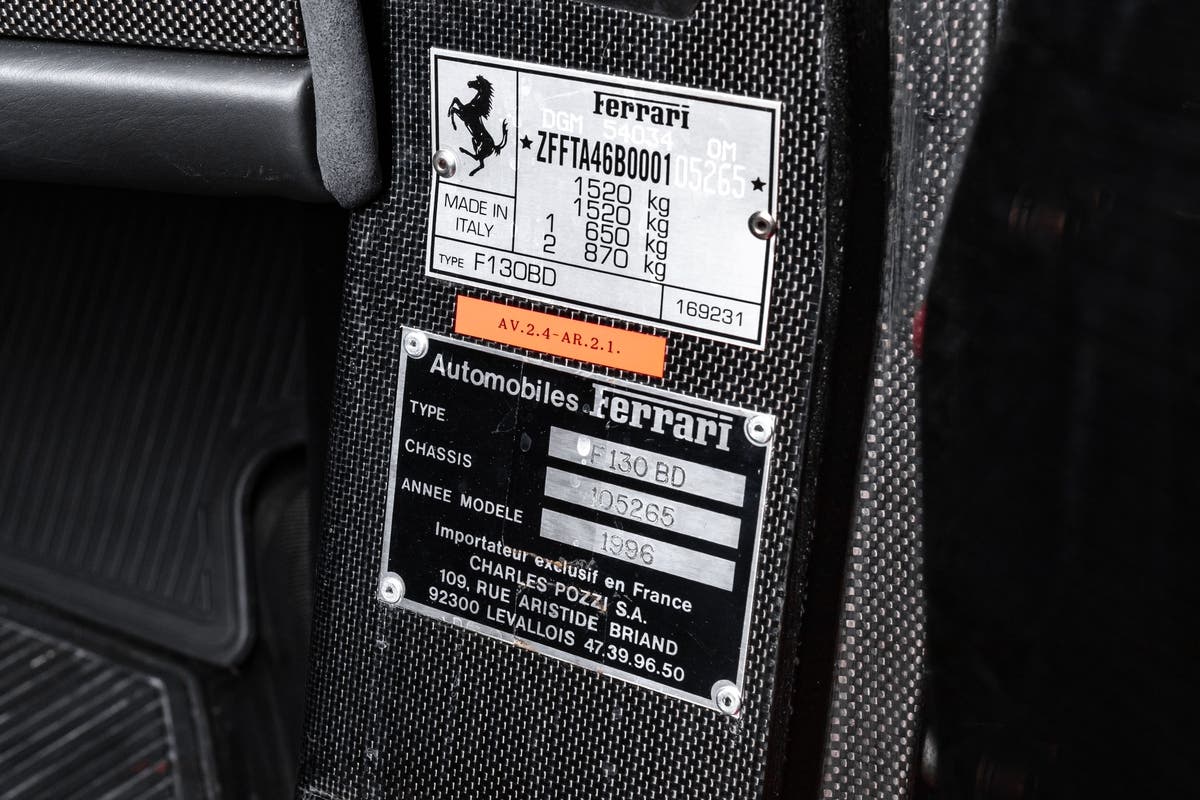 Ferrari
DGM 54034 OM
★ZFFTA46B000105265★
1520 kg
1520 kg
1 650 kg
2 870 kg
MADE IN
ITALY
TYPE F130BD
169231
AV.2.4-AR.2.1.
Automobiles Ferrari
TYPE F130 BD
CHASSIS 105265
ANNEE MODELE 1996
Importateur exclusif en France
CHARLES POZZI S.A.
109, RUE ARISTIDE BRIAND
92300 LEVALLOIS 47.39.96.50